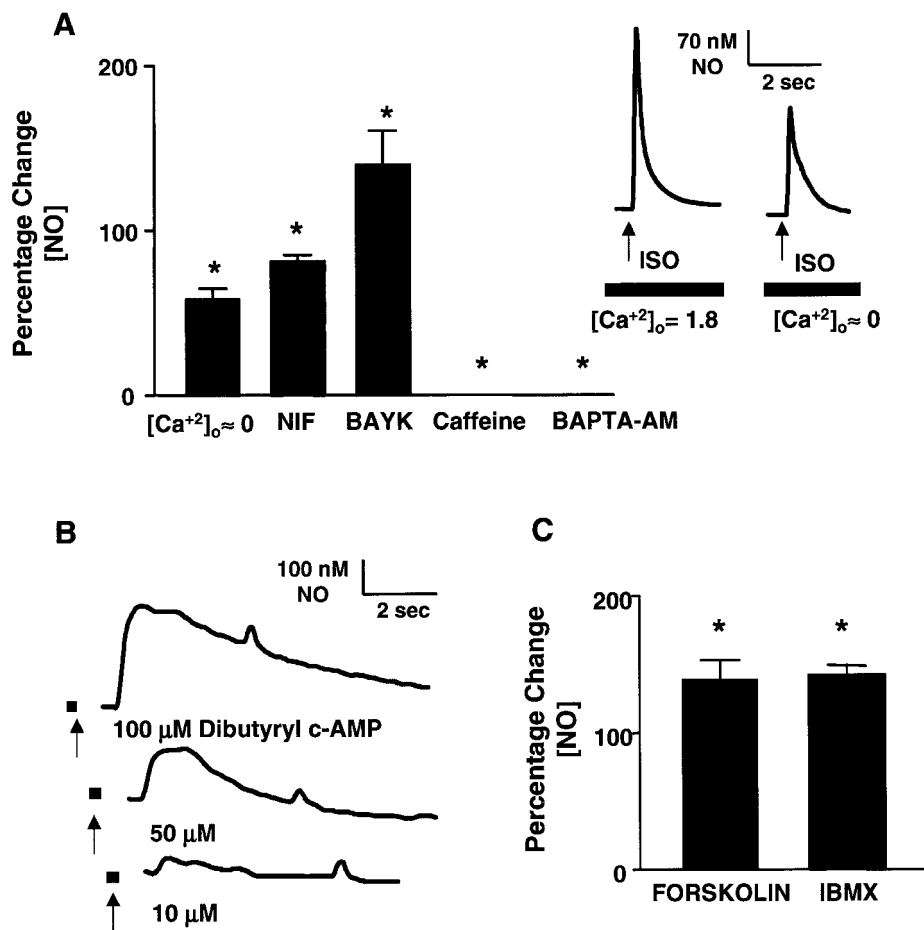 A
200
100
0
Percentage Change
[NO]
*
*
*
*
*
[Ca⁺²]ₒ≈ 0
NIF
BAYK
Caffeine
BAPTA-AM
70 nM
NO
2 sec
ISO
ISO
[Ca⁺²]ₒ= 1.8
[Ca⁺²]ₒ≈ 0
B
100 nM
NO
2 sec
100 µM Dibutyryl c-AMP
50 µM
10 µM
C
200
100
0
Percentage Change
[NO]
*
*
FORSKOLIN
IBMX